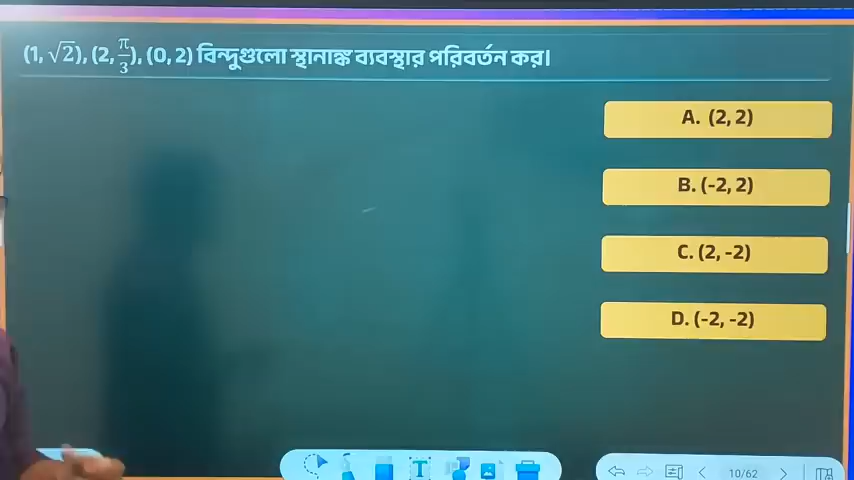 (1, √2), (2, π/3), (0, 2) বিন্দুগুলো স্থানাঙ্ক ব্যবস্থার পরিবর্তন কর।
A. (2, 2)
B. (-2, 2)
C. (2, -2)
D. (-2, -2)
T
10/62